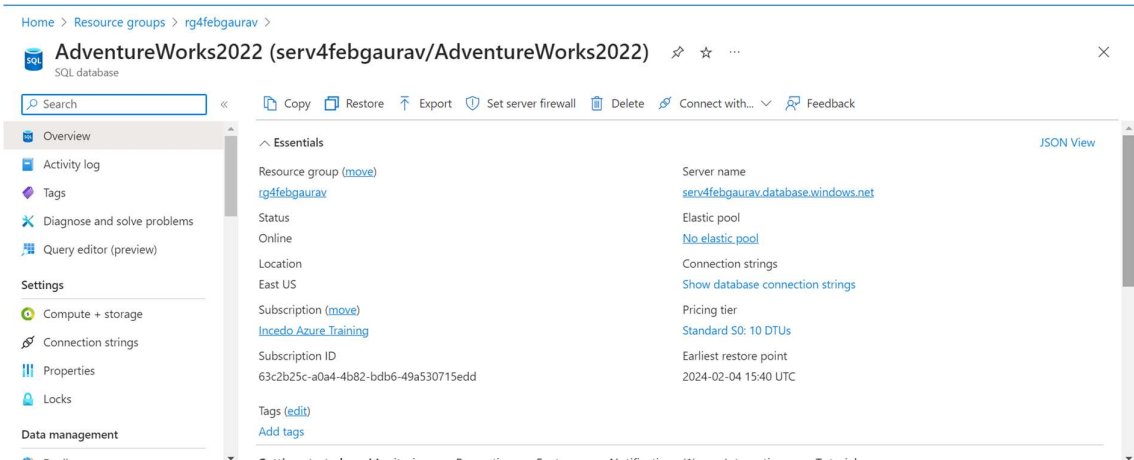 Home > Resource groups > rg4febgaurav >
AdventureWorks2022 (serv4febgaurav/AdventureWorks2022)
SQL
SQL database
Search
Copy Restore Export Set server firewall Delete Connect with... Feedback
Overview
Activity log
Tags
Diagnose and solve problems
Query editor (preview)
Settings
Compute + storage
Connection strings
Properties
Locks
Data management
Essentials
JSON View
Resource group (move)
rg4febgaurav
Status
Online
Location
East US
Subscription (move)
Incedo Azure Training
Subscription ID
63c2b25c-a0a4-4b82-bdb6-49a530715edd
Server name
serv4febgaurav.database.windows.net
Elastic pool
No elastic pool
Connection strings
Show database connection strings
Pricing tier
Standard S0: 10 DTUs
Earliest restore point
2024-02-04 15:40 UTC
Tags (edit)
Add tags